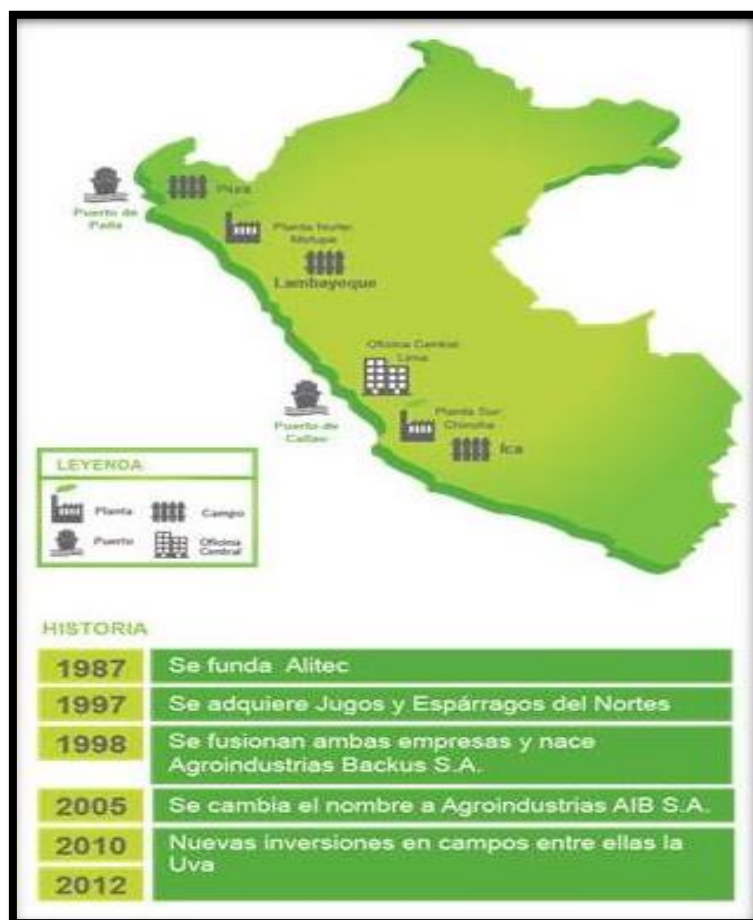 Puerto de
Paita
Piura
Planta Norte:
Motupe
Lambayeque
Oficina Central
Lima
Puerto de
Callao
Planta Sur:
Chincha
Ica
LEYENDA
Planta
Campo
Puerto
Oficina
Central
HISTORIA
1987
Se funda Alitec
1997
Se adquiere Jugos y Espárragos del Nortes
1998
Se fusionan ambas empresas y nace
Agroindustrias Backus S.A.
2005
Se cambia el nombre a Agroindustrias AIB S.A.
2010
Nuevas inversiones en campos entre ellas la
Uva
2012